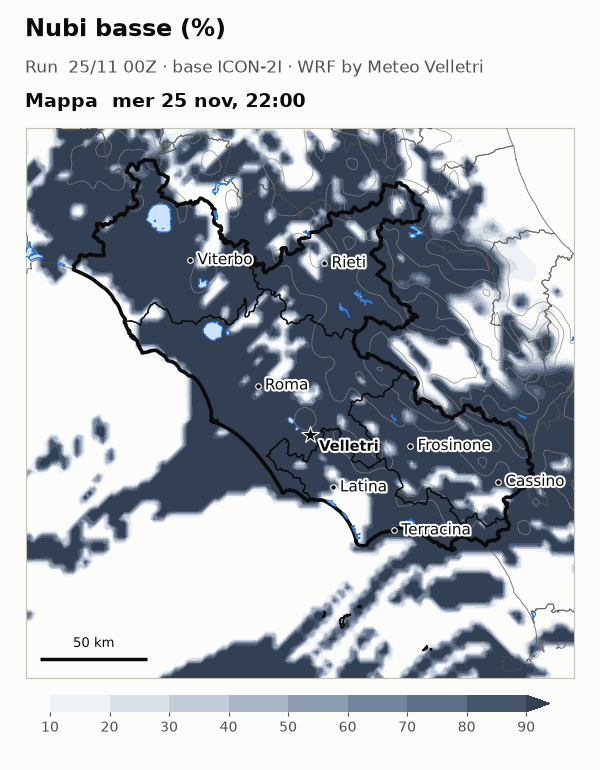 Nubi basse (%)
Run  25/11 00Z · base ICON-2I · WRF by Meteo Velletri
Mappa  mer 25 nov, 22:00
Viterbo
Rieti
Roma
Velletri
Frosinone
Latina
Cassino
Terracina
50 km
10 20 30 40 50 60 70 80 90